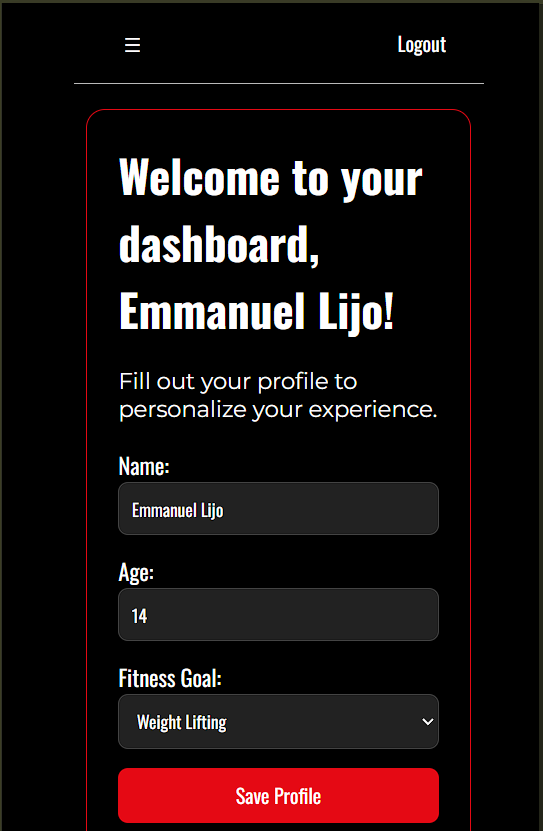 ☰ Logout
Welcome to your
dashboard,
Emmanuel Lijo!
Fill out your profile to
personalize your experience.
Name:
Emmanuel Lijo
Age:
14
Fitness Goal:
Weight Lifting
Save Profile